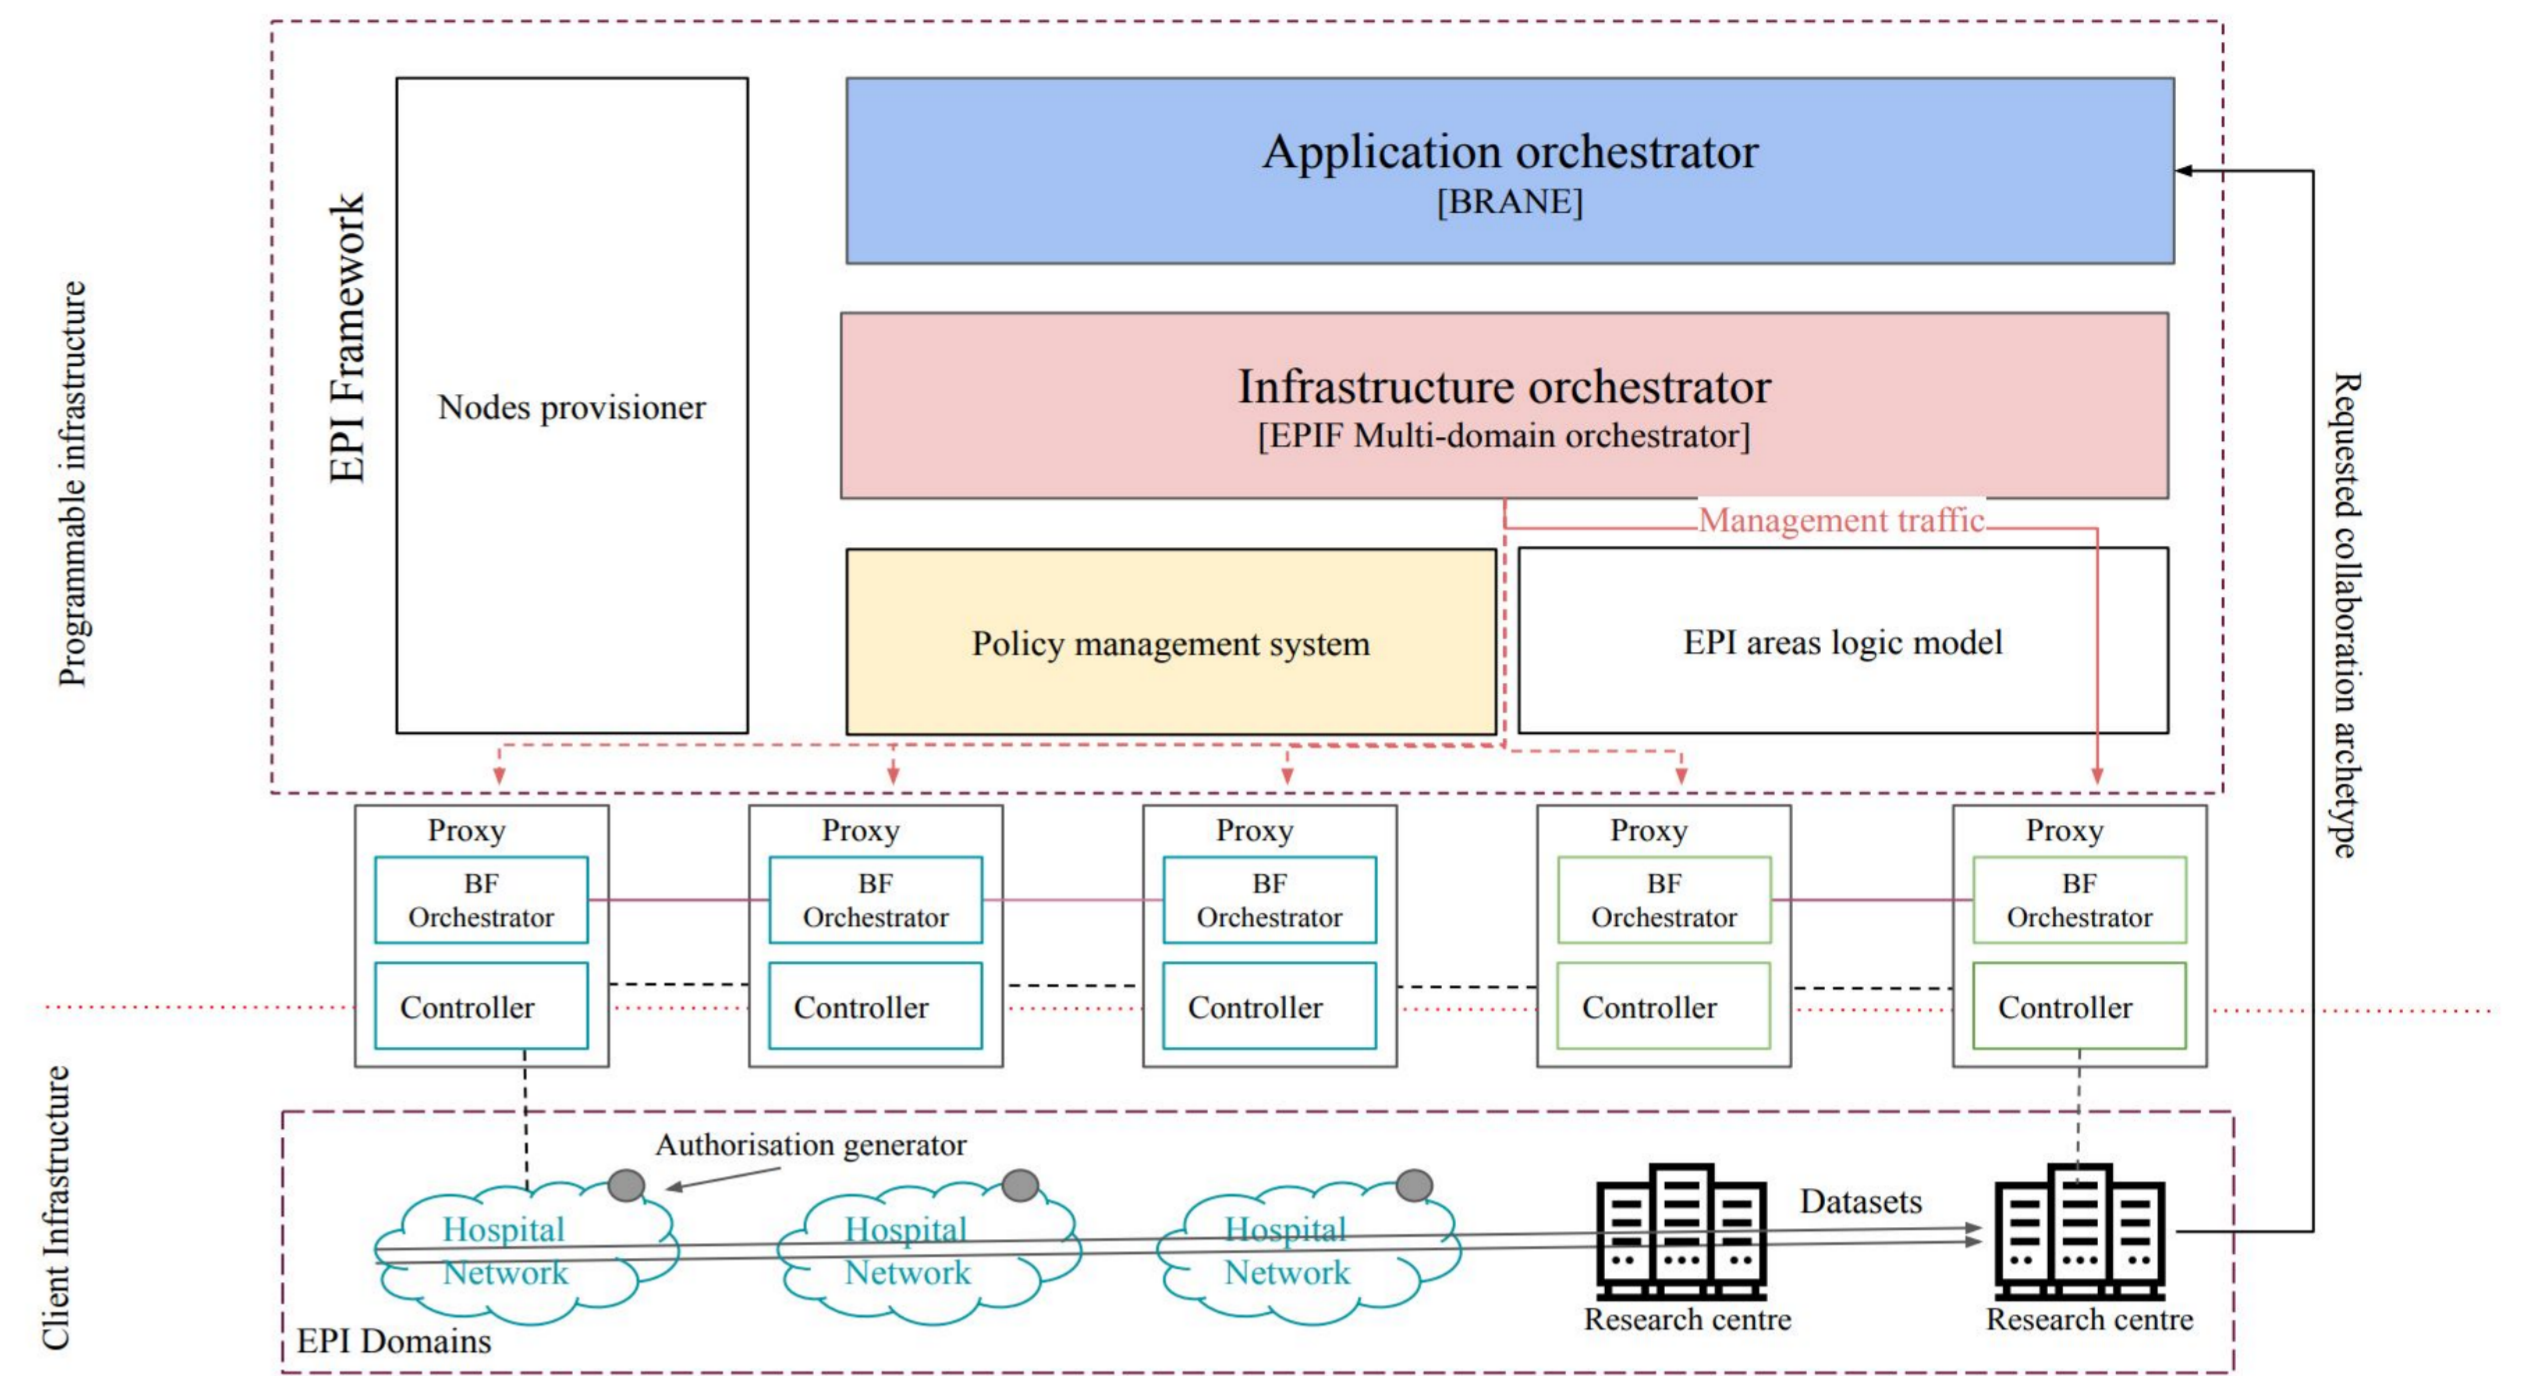 Programmable infrastructure
EPI Framework
Nodes provisioner
Application orchestrator
[BRANE]
Infrastructure orchestrator
[EPIF Multi-domain orchestrator]
Management traffic
Policy management system
EPI areas logic model
Requested collaboration archetype
Proxy
BF
Orchestrator
Controller
Proxy
BF
Orchestrator
Controller
Proxy
BF
Orchestrator
Controller
Proxy
BF
Orchestrator
Controller
Proxy
BF
Orchestrator
Controller
Client Infrastructure
Authorisation generator
Hospital
Network
Hospital
Network
Hospital
Network
Datasets
Research centre
Research centre
EPI Domains